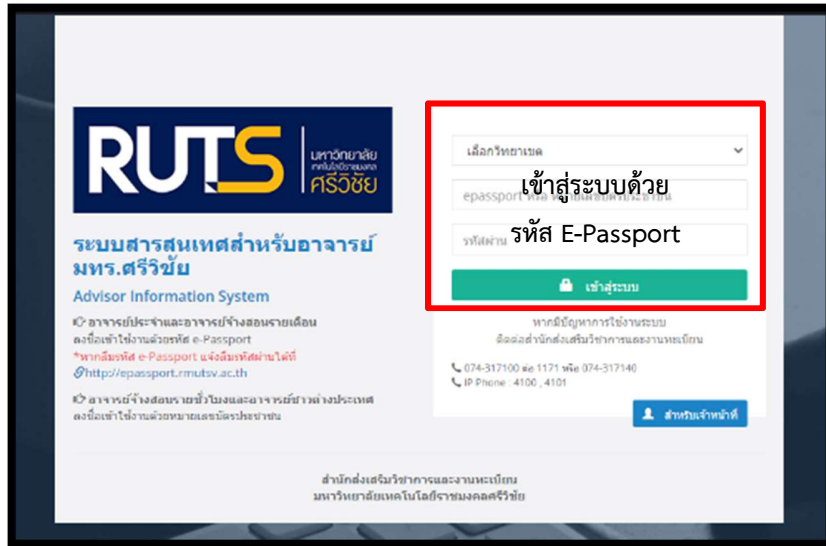 RUTS
มหาวิทยาลัย
เทคโนโลยีราชมงคล
ศรีวิชัย
ระบบสารสนเทศสำหรับอาจารย์
มทร.ศรีวิชัย
Advisor Information System
อาจารย์ประจำและอาจารย์จ้างสอนรายเดือน
ลงชื่อเข้าใช้งานด้วยรหัส e-Passport
*หากลืมรหัส e-Passport แจ้งลืมรหัสผ่านได้ที่
http://epassport.rmutsv.ac.th
อาจารย์จ้างสอนรายชั่วโมงและอาจารย์ชาวต่างประเทศ
ลงชื่อเข้าใช้งานด้วยหมายเลขบัตรประชาชน
เลือกวิทยาเขต
เข้าสู่ระบบด้วย
epassport
รหัสผ่าน
รหัส E-Passport
เข้าสู่ระบบ
หากมีปัญหาการใช้งานระบบ
ติดต่อสำนักส่งเสริมวิชาการและงานทะเบียน
074-317100 ต่อ 1171 หรือ 074-317140
IP Phone : 4100 , 4101
สำหรับเจ้าหน้าที่
สำนักส่งเสริมวิชาการและงานทะเบียน
มหาวิทยาลัยเทคโนโลยีราชมงคลศรีวิชัย